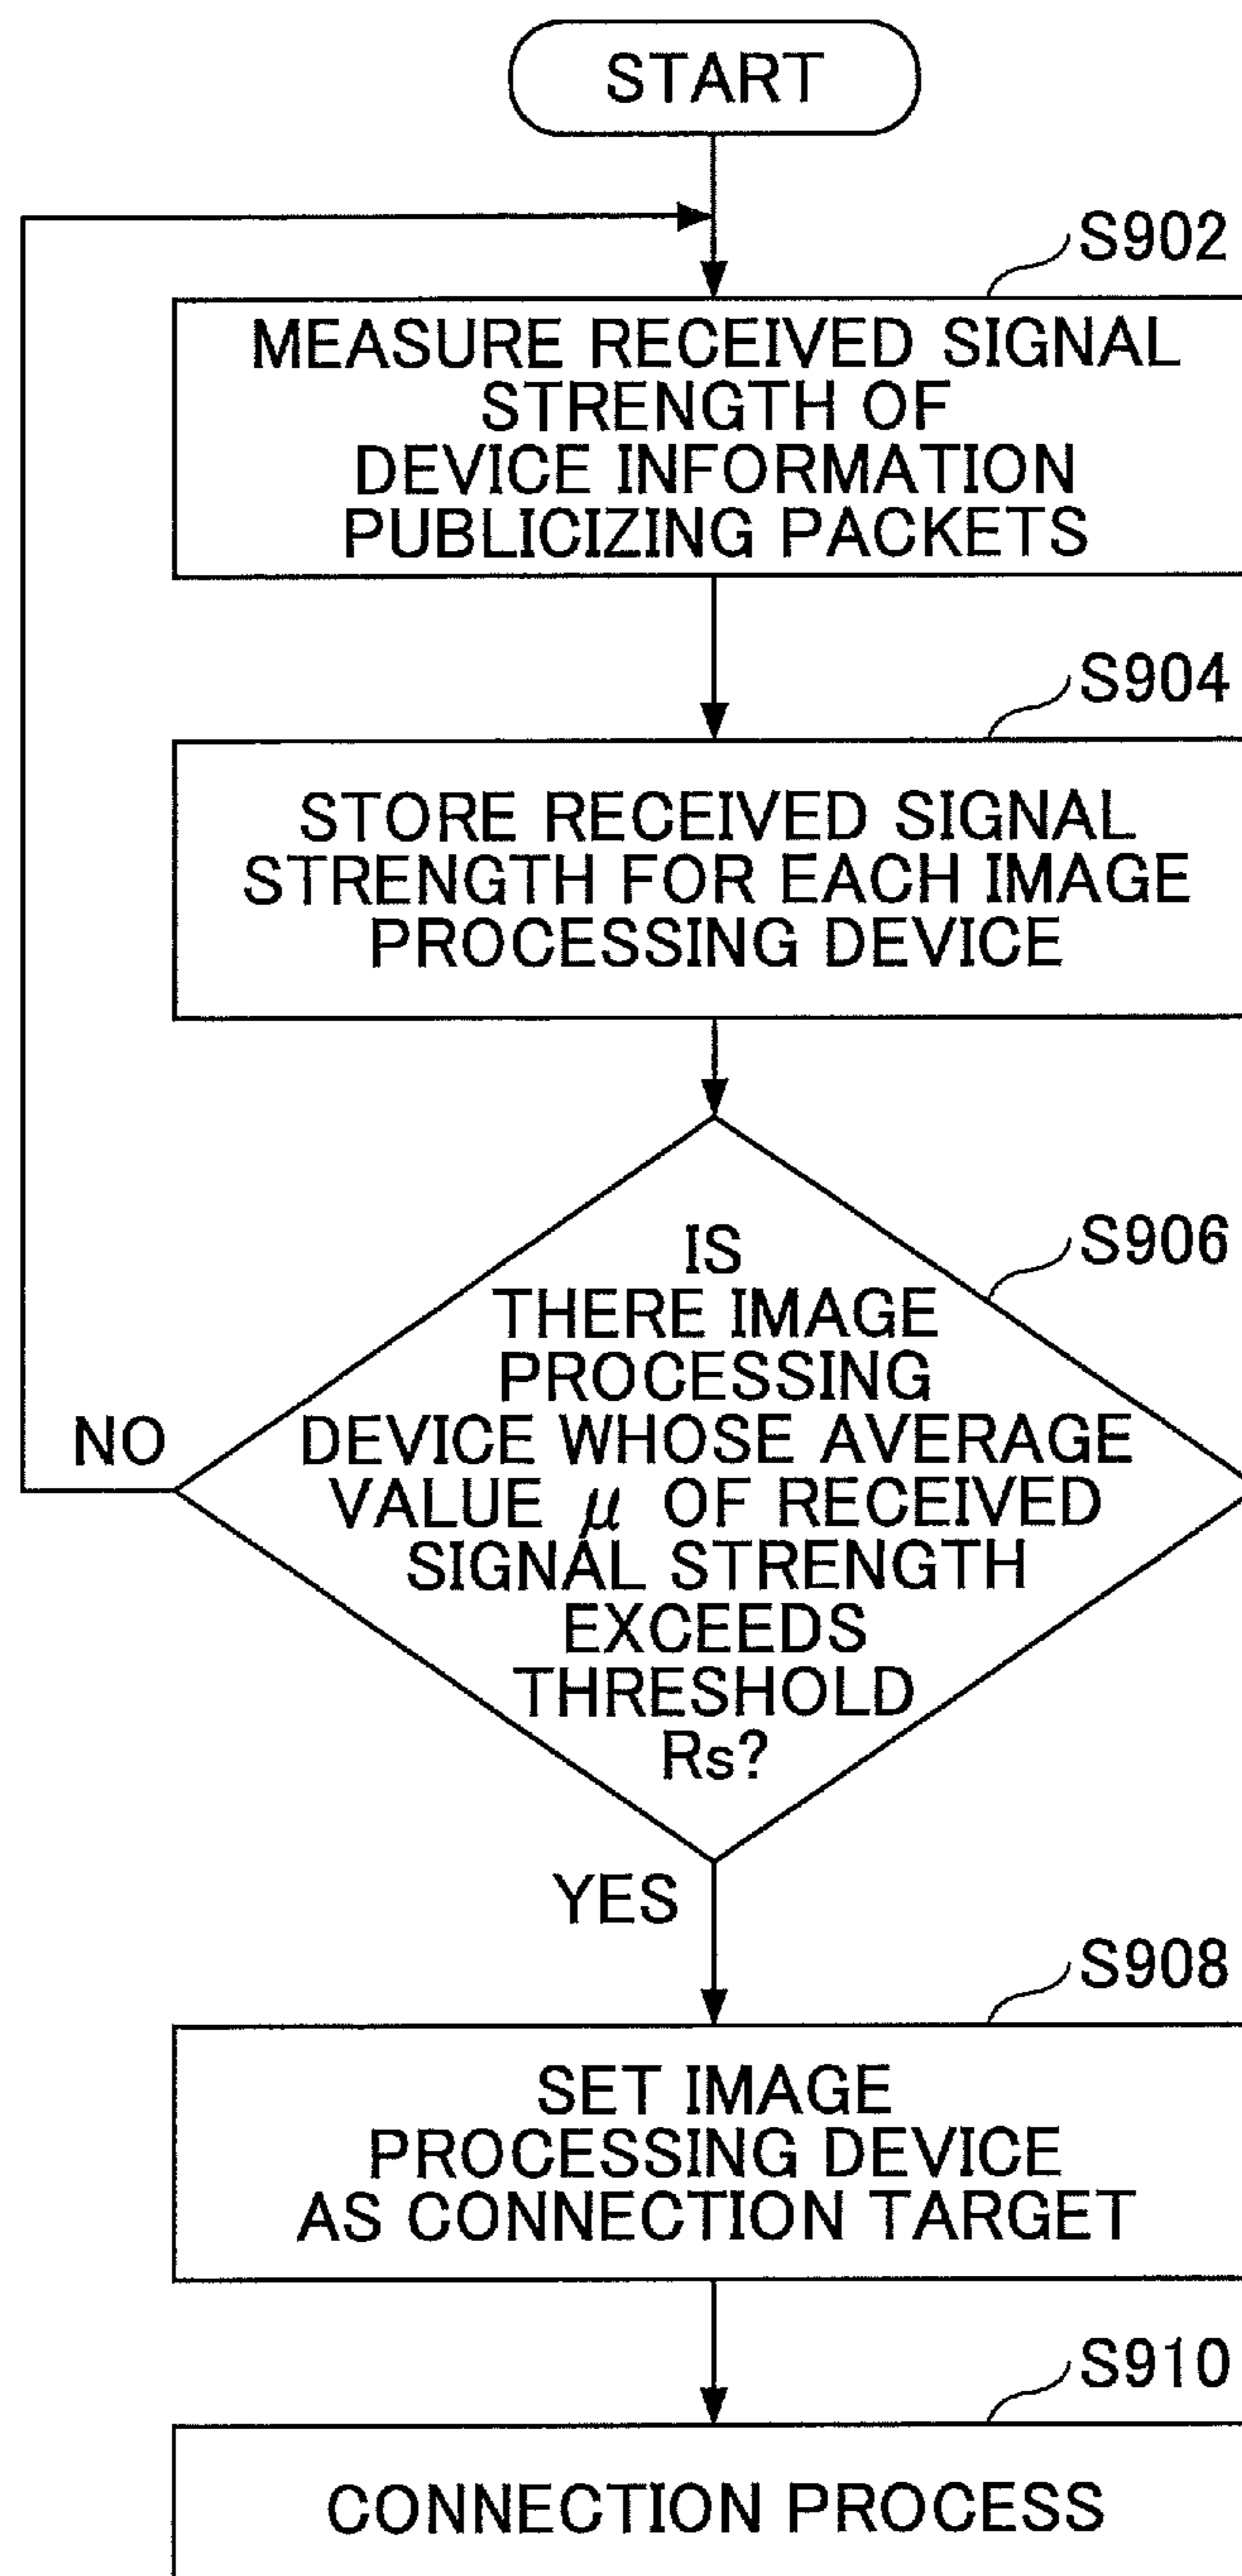 START
S902
MEASURE RECEIVED SIGNAL
STRENGTH OF
DEVICE INFORMATION
PUBLICIZING PACKETS
S904
STORE RECEIVED SIGNAL
STRENGTH FOR EACH IMAGE
PROCESSING DEVICE
S906
IS
THERE IMAGE
PROCESSING
DEVICE WHOSE AVERAGE
VALUE μ OF RECEIVED
SIGNAL STRENGTH
EXCEEDS
THRESHOLD
Rs?
NO
YES
S908
SET IMAGE
PROCESSING DEVICE
AS CONNECTION TARGET
S910
CONNECTION PROCESS